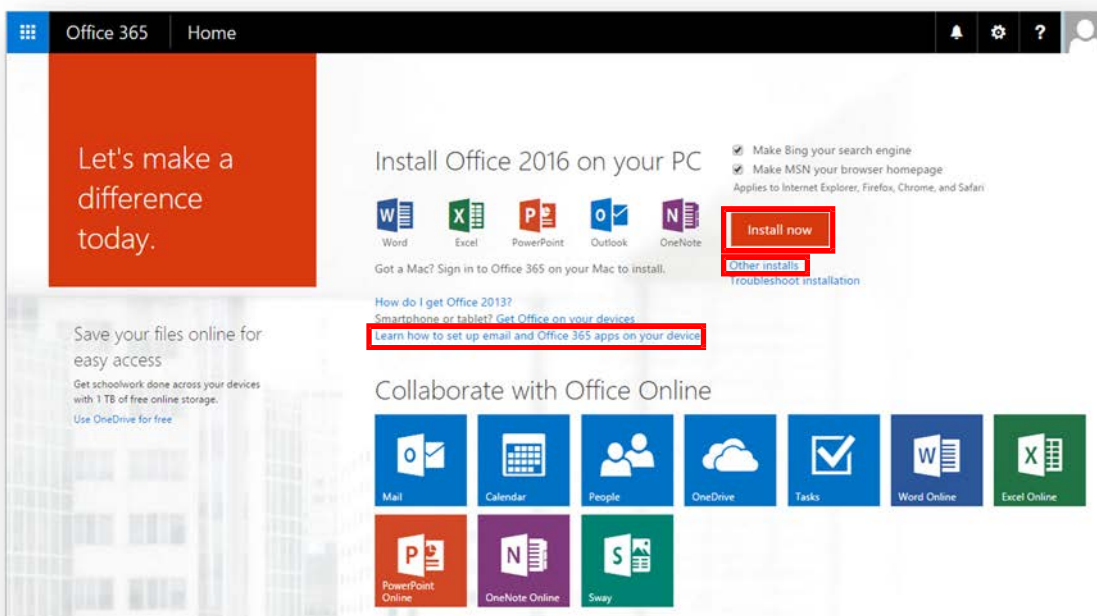 Office 365 Home ?
Let's make a
difference
today.
Install Office 2016 on your PC
Word Excel PowerPoint Outlook OneNote
Got a Mac? Sign in to Office 365 on your Mac to install.
How do I get Office 2013?
Smartphone or tablet? Get Office on your devices
Learn how to set up email and Office 365 apps on your device
Make Bing your search engine
Make MSN your browser homepage
Applies to Internet Explorer, Firefox, Chrome, and Safari
Install now
Other installs
Troubleshoot installation
Save your files online for
easy access
Get schoolwork done across your devices
with 1 TB of free online storage.
Use OneDrive for free
Collaborate with Office Online
Mail Calendar People OneDrive Tasks Word Online Excel Online
PowerPoint
Online OneNote Online Sway